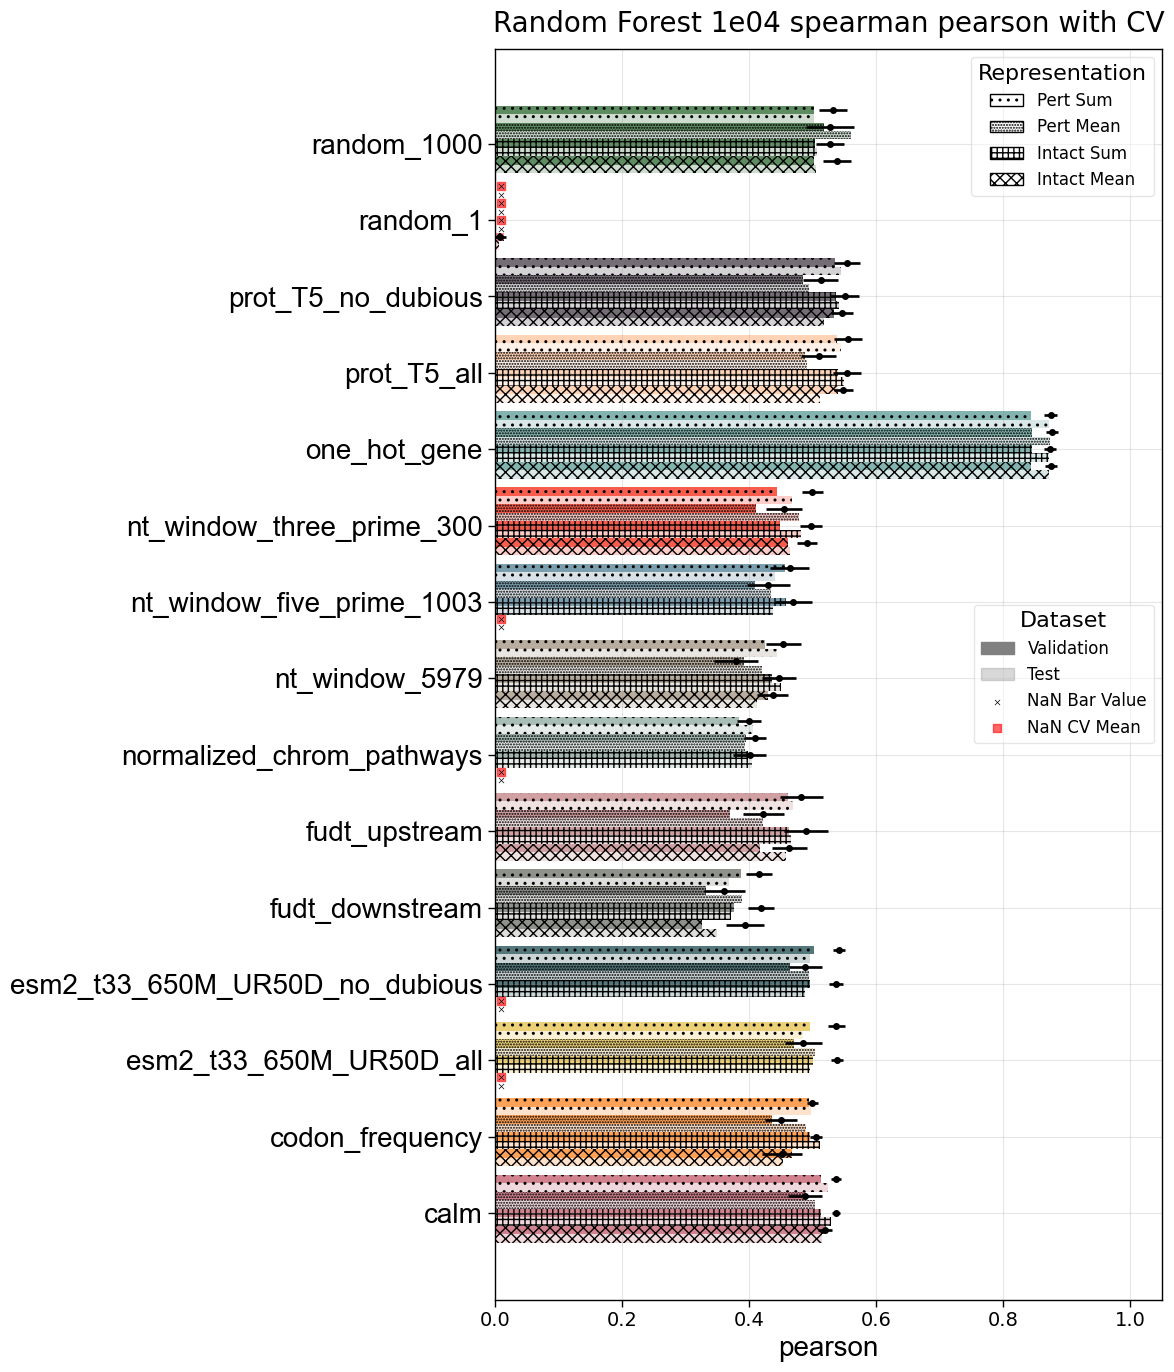 Random Forest 1e04 spearman pearson with CV
Representation
Pert Sum
Pert Mean
Intact Sum
Intact Mean
random_1000
random_1
prot_T5_no_dubious
prot_T5_all
one_hot_gene
nt_window_three_prime_300
nt_window_five_prime_1003
nt_window_5979
normalized_chrom_pathways
fudt_upstream
fudt_downstream
esm2_t33_650M_UR50D_no_dubious
esm2_t33_650M_UR50D_all
codon_frequency
calm
Dataset
Validation
Test
NaN Bar Value
NaN CV Mean
0.0 0.2 0.4 0.6 0.8 1.0
pearson